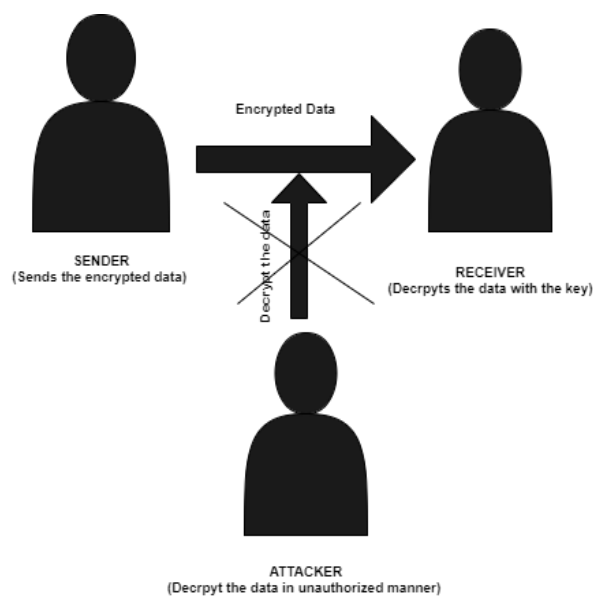 Encrypted Data
Decrypt the data
SENDER
(Sends the encrypted data)
RECEIVER
(Decrpyts the data with the key)
ATTACKER
(Decrpyt the data in unauthorized manner)